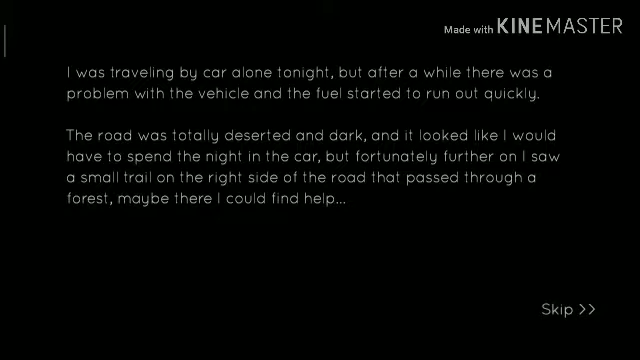 Made with KINEMASTER
I was traveling by car alone tonight, but after a while there was a
problem with the vehicle and the fuel started to run out quickly.
The road was totally deserted and dark, and it looked like I would
have to spend the night in the car, but fortunately further on I saw
a small trail on the right side of the road that passed through a
forest, maybe there I could find help...
Skip >>